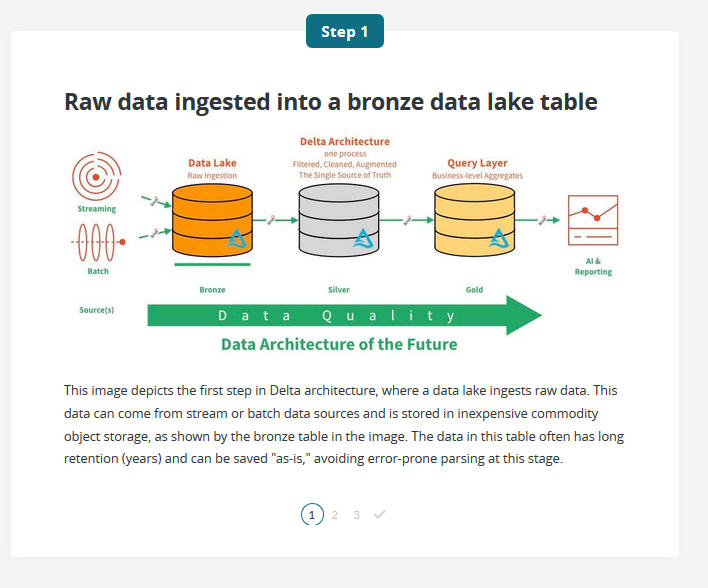 Step 1
Raw data ingested into a bronze data lake table
Delta Architecture
one process
Filtered, Cleaned, Augmented
The Single Source of Truth
Data Lake
Raw Ingestion
Query Layer
Business-level Aggregates
Streaming
Batch
AI &
Reporting
Bronze
Silver
Gold
Source(s)
Data Quality
Data Architecture of the Future
This image depicts the first step in Delta architecture, where a data lake ingests raw data. This
data can come from stream or batch data sources and is stored in inexpensive commodity
object storage, as shown by the bronze table in the image. The data in this table often has long
retention (years) and can be saved "as-is," avoiding error-prone parsing at this stage.
1 2 3